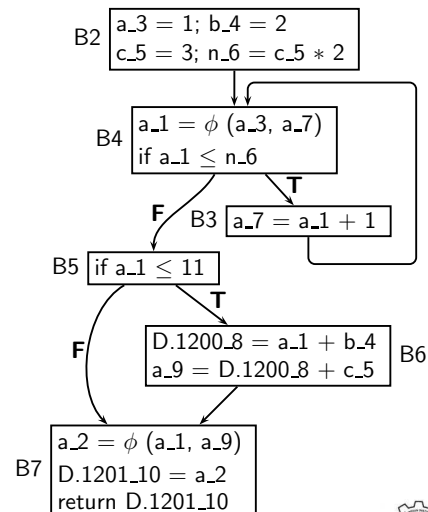 B2
a_3 = 1; b_4 = 2
c_5 = 3; n_6 = c_5 * 2
B4
a_1 = ϕ (a_3, a_7)
if a_1 ≤ n_6
F
T
B3
a_7 = a_1 + 1
B5
if a_1 ≤ 11
F
T
D.1200_8 = a_1 + b_4
a_9 = D.1200_8 + c_5
B6
B7
a_2 = ϕ (a_1, a_9)
D.1201_10 = a_2
return D.1201_10